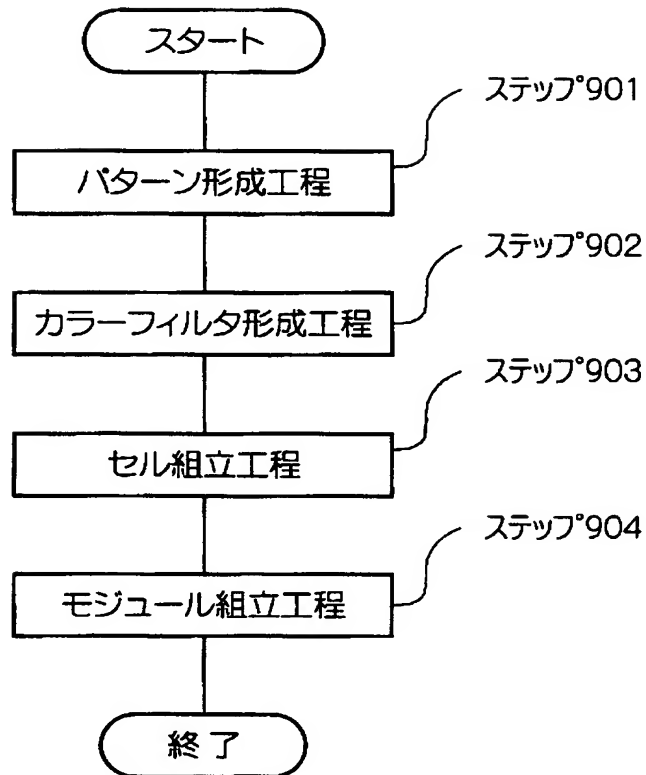 スタート
ステップ901
パターン形成工程
ステップ902
カラーフィルタ形成工程
ステップ903
セル組立工程
ステップ904
モジュール組立工程
終了